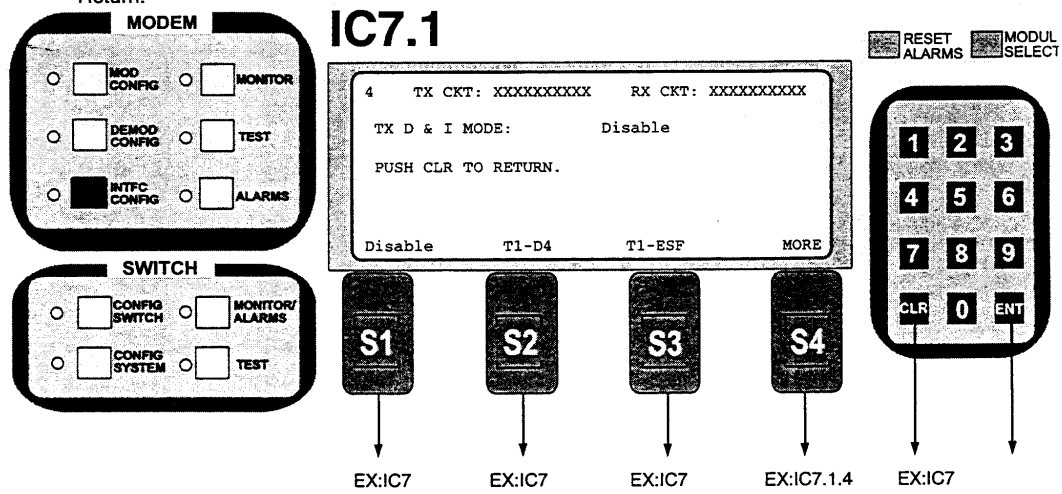 Return.
IC7.1
RESET ALARMS
MODUL SELECT
MODEM
MOD CONFIG
MONITOR
DEMOD CONFIG
TEST
INTFC CONFIG
ALARMS
4 TX CKT: XXXXXXXXXX RX CKT: XXXXXXXXXX
TX D & I MODE: Disable
PUSH CLR TO RETURN.
Disable T1-D4 T1-ESF MORE
1 2 3
4 5 6
7 8 9
CLR 0 ENT
SWITCH
CONFIG SWITCH
MONITOR/ ALARMS
CONFIG SYSTEM
TEST
S1 S2 S3 S4
EX:IC7 EX:IC7 EX:IC7 EX:IC7.1.4 EX:IC7